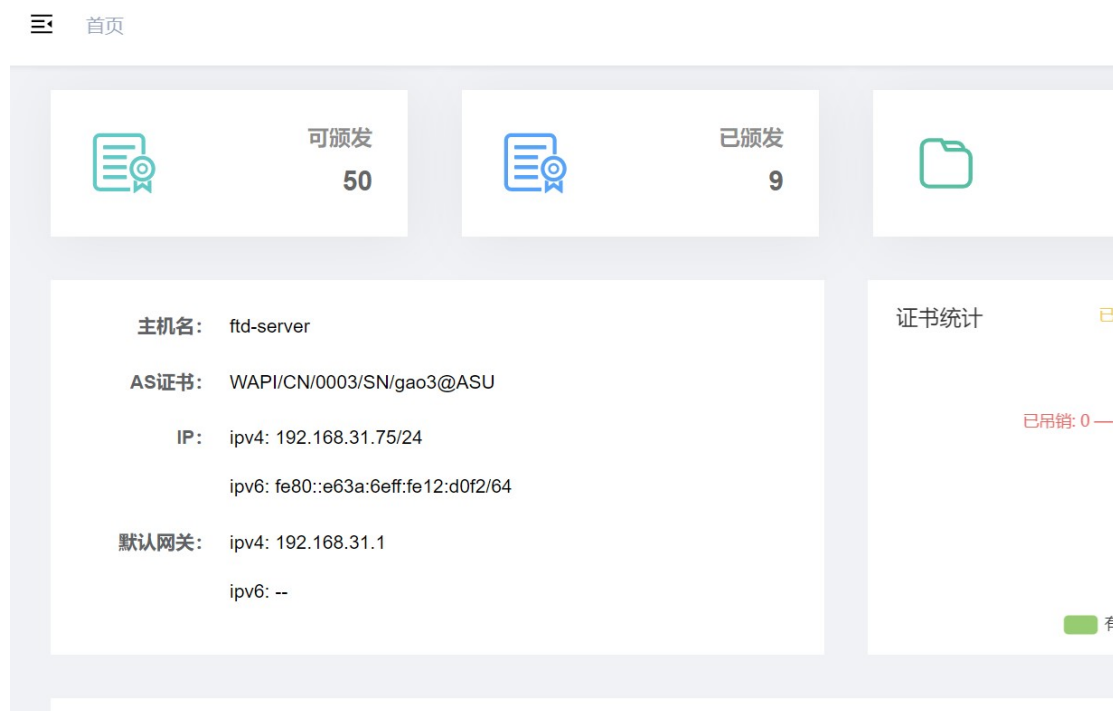 首页
可颁发
50
已颁发
9
主机名： ftd-server
AS证书： WAPI/CN/0003/SN/gao3@ASU
IP： ipv4: 192.168.31.75/24
ipv6: fe80::e63a:6eff:fe12:d0f2/64
默认网关： ipv4: 192.168.31.1
ipv6: --
证书统计
已吊销: 0